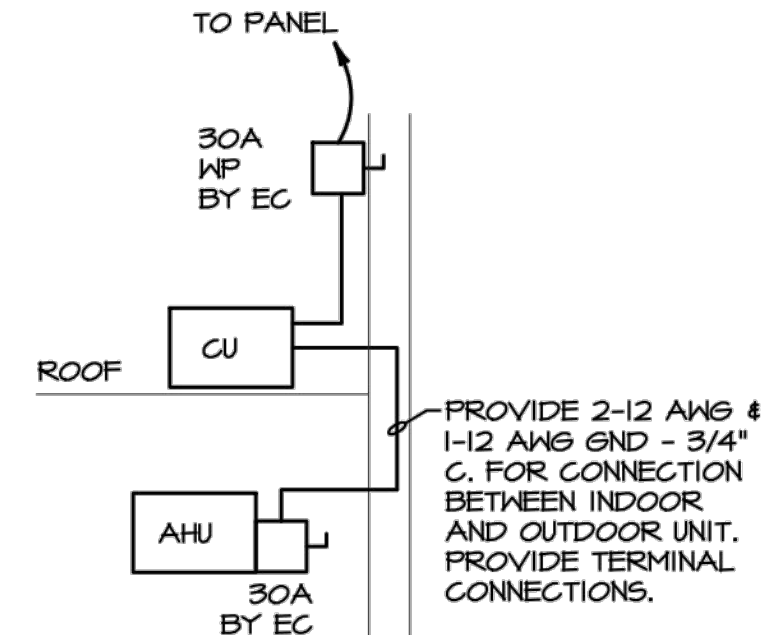 TO PANEL
30A
WP
BY EC
CU
ROOF
PROVIDE 2-12 AWG &
1-12 AWG GND - 3/4"
C. FOR CONNECTION
BETWEEN INDOOR
AND OUTDOOR UNIT.
PROVIDE TERMINAL
CONNECTIONS.
AHU
30A
BY EC